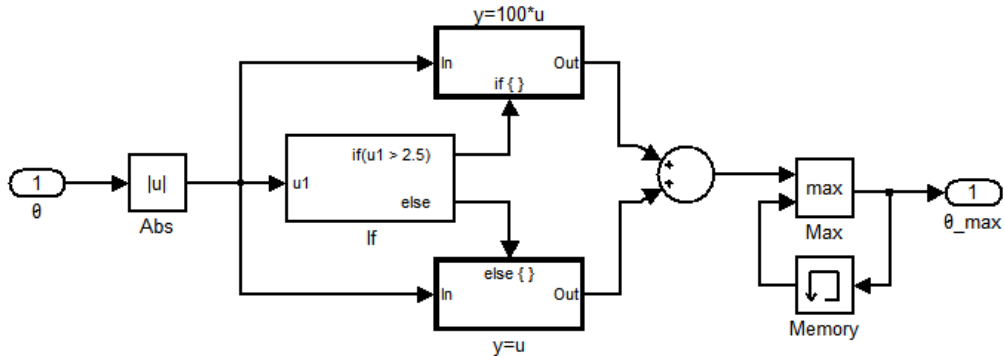 y=100*u
In
Out
if { }
if(u1 > 2.5)
u1
else
If
1
θ
|u|
Abs
+
+
max
Max
1
θ_max
else { }
In
Out
y=u
Memory